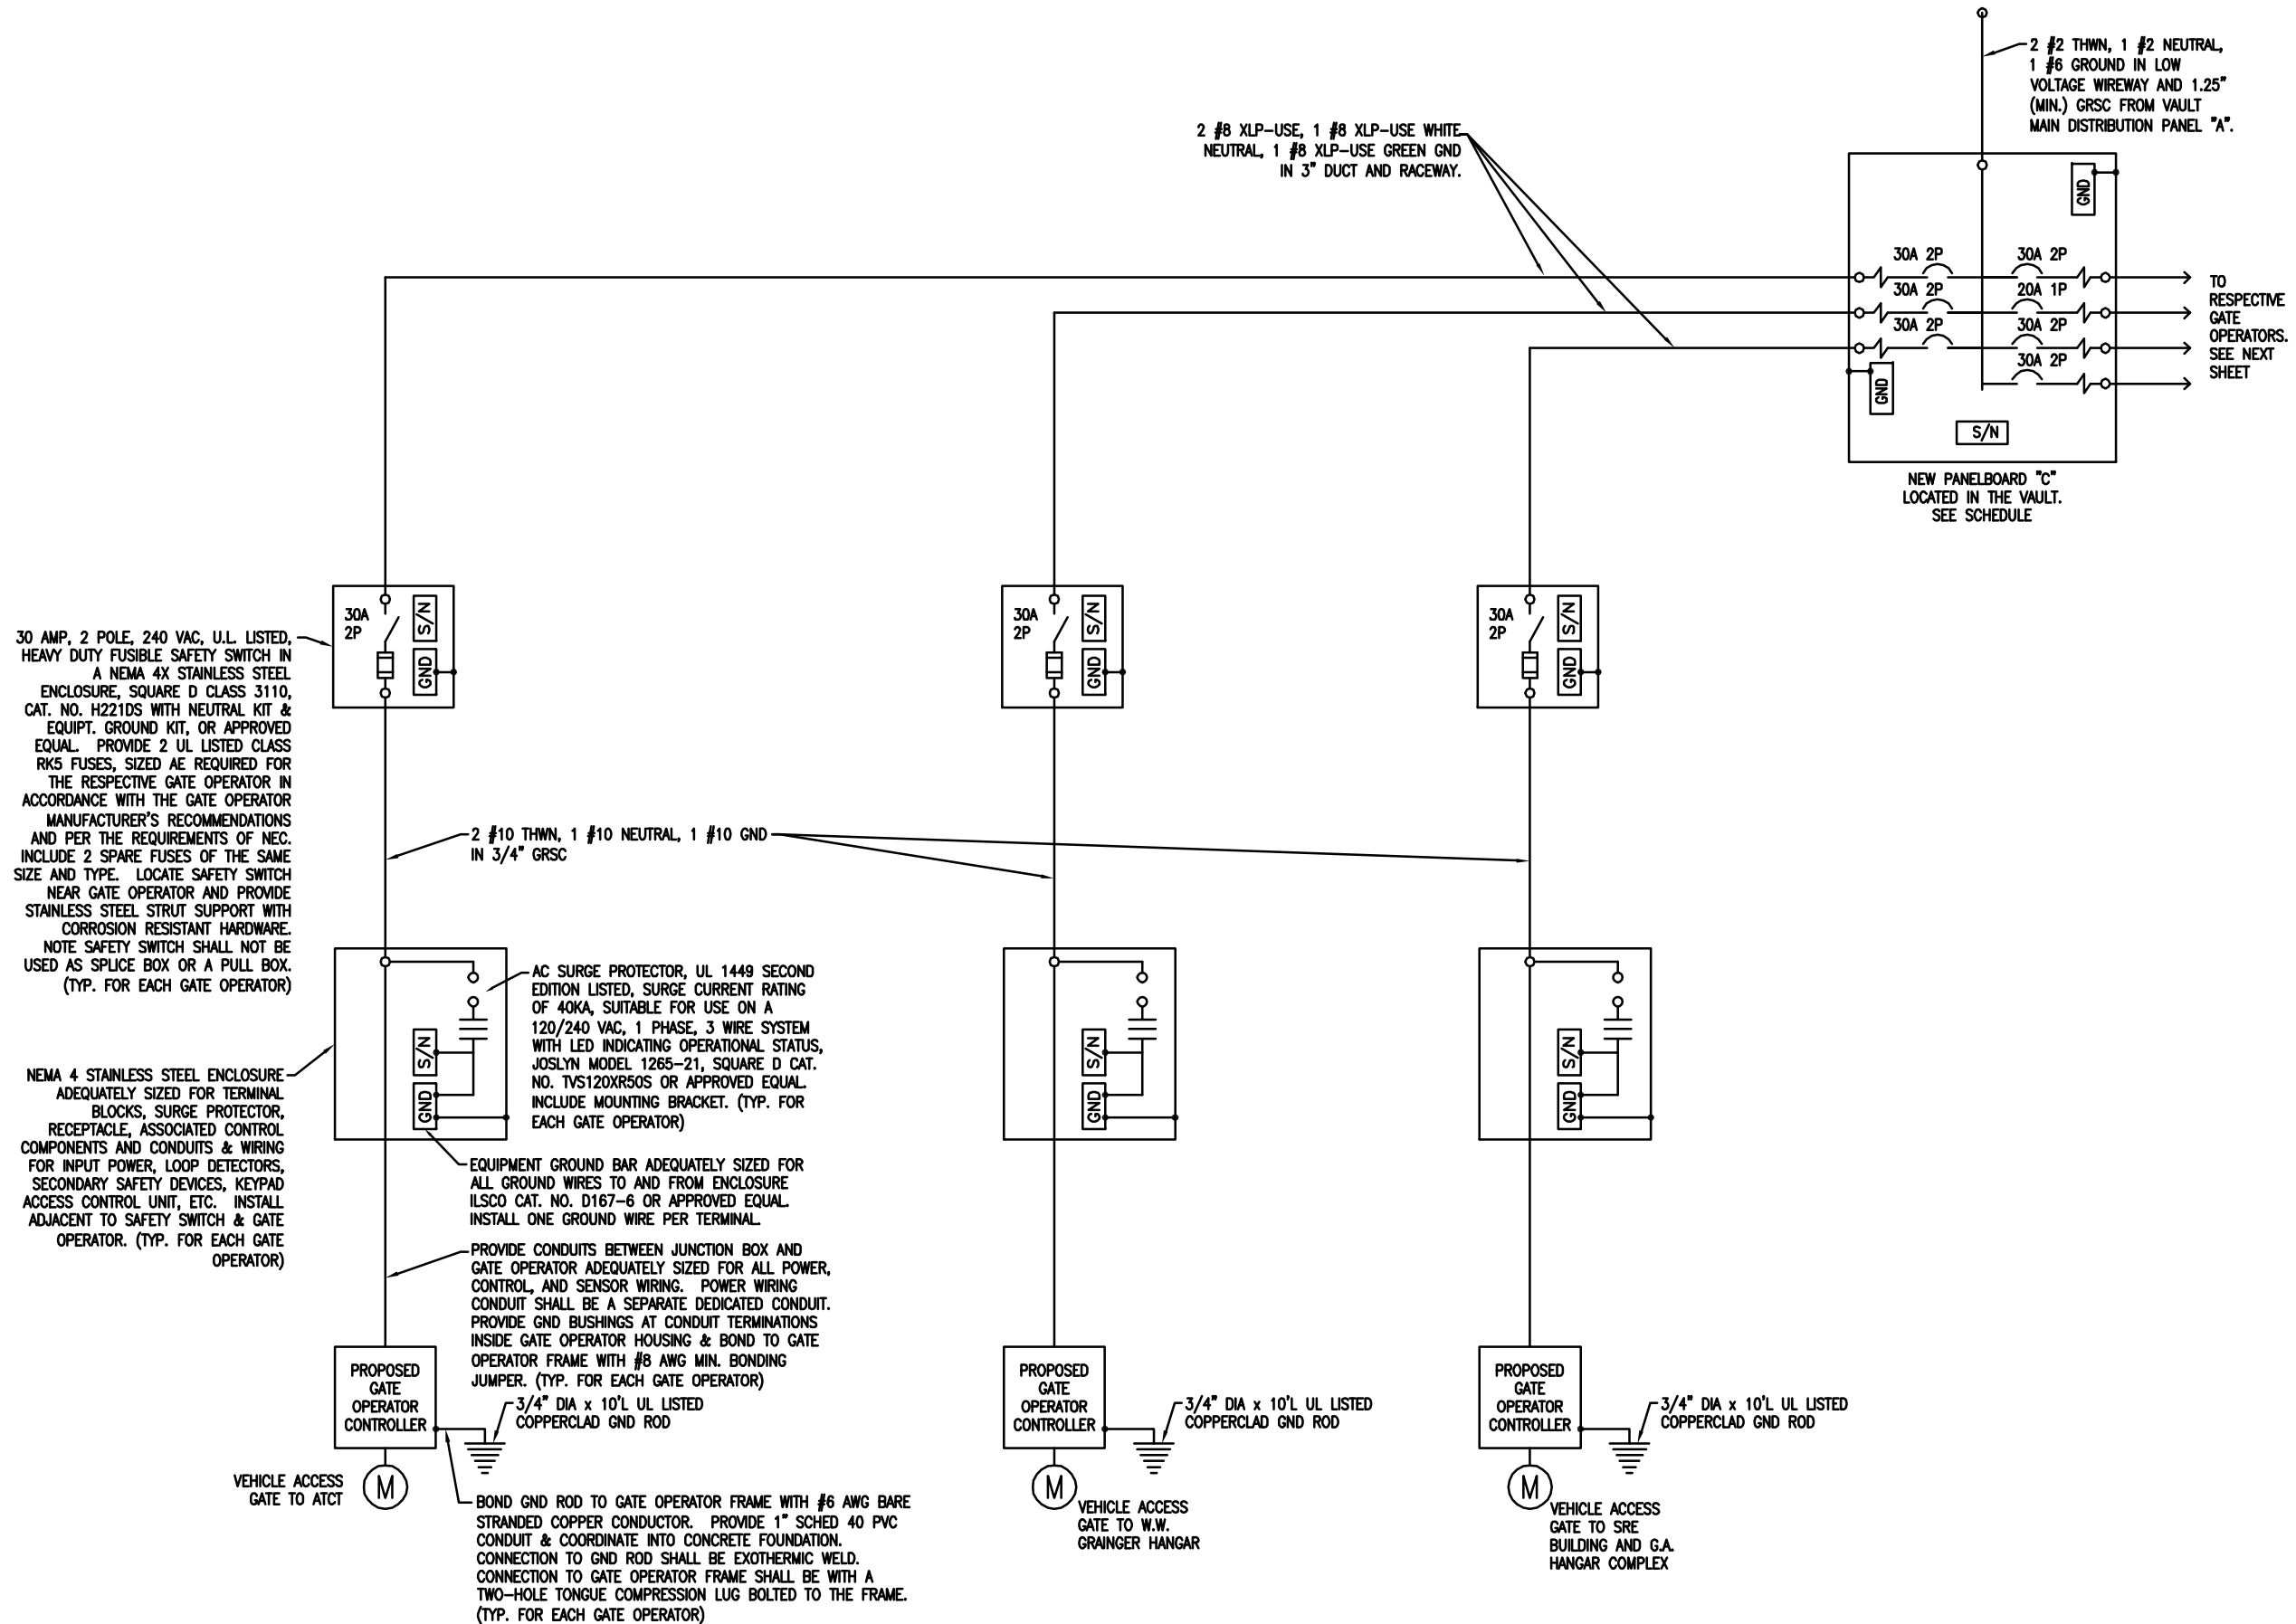 2 #2 THWN, 1 #2 NEUTRAL,
1 #6 GROUND IN LOW
VOLTAGE WIREWAY AND 1.25"
(MIN.) GRSC FROM VAULT
MAIN DISTRIBUTION PANEL "A".
2 #8 XLP-USE, 1 #8 XLP-USE WHITE
NEUTRAL, 1 #8 XLP-USE GREEN GND
IN 3" DUCT AND RACEWAY.
GND
30A 2P
30A 2P
30A 2P
20A 1P
30A 2P
30A 2P
30A 2P
GND
S/N
TO
RESPECTIVE
GATE
OPERATORS.
SEE NEXT
SHEET
NEW PANELBOARD "C"
LOCATED IN THE VAULT.
SEE SCHEDULE
30A
2P
S/N
GND
30A
2P
S/N
GND
30A
2P
S/N
GND
30 AMP, 2 POLE, 240 VAC, U.L. LISTED,
HEAVY DUTY FUSIBLE SAFETY SWITCH IN
A NEMA 4X STAINLESS STEEL
ENCLOSURE, SQUARE D CLASS 3110,
CAT. NO. H221DS WITH NEUTRAL KIT &
EQUIPT. GROUND KIT, OR APPROVED
EQUAL. PROVIDE 2 UL LISTED CLASS
RK5 FUSES, SIZED AE REQUIRED FOR
THE RESPECTIVE GATE OPERATOR IN
ACCORDANCE WITH THE GATE OPERATOR
MANUFACTURER'S RECOMMENDATIONS
AND PER THE REQUIREMENTS OF NEC.
INCLUDE 2 SPARE FUSES OF THE SAME
SIZE AND TYPE. LOCATE SAFETY SWITCH
NEAR GATE OPERATOR AND PROVIDE
STAINLESS STEEL STRUT SUPPORT WITH
CORROSION RESISTANT HARDWARE.
NOTE SAFETY SWITCH SHALL NOT BE
USED AS SPLICE BOX OR A PULL BOX.
(TYP. FOR EACH GATE OPERATOR)
2 #10 THWN, 1 #10 NEUTRAL, 1 #10 GND
IN 3/4" GRSC
AC SURGE PROTECTOR, UL 1449 SECOND
EDITION LISTED, SURGE CURRENT RATING
OF 40KA, SUITABLE FOR USE ON A
120/240 VAC, 1 PHASE, 3 WIRE SYSTEM
WITH LED INDICATING OPERATIONAL STATUS,
JOSLYN MODEL 1265-21, SQUARE D CAT.
NO. TVS120XR50S OR APPROVED EQUAL.
INCLUDE MOUNTING BRACKET. (TYP. FOR
EACH GATE OPERATOR)
S/N
GND
S/N
GND
S/N
GND
NEMA 4 STAINLESS STEEL ENCLOSURE
ADEQUATELY SIZED FOR TERMINAL
BLOCKS, SURGE PROTECTOR,
RECEPTACLE, ASSOCIATED CONTROL
COMPONENTS AND CONDUITS & WIRING
FOR INPUT POWER, LOOP DETECTORS,
SECONDARY SAFETY DEVICES, KEYPAD
ACCESS CONTROL UNIT, ETC. INSTALL
ADJACENT TO SAFETY SWITCH & GATE
OPERATOR. (TYP. FOR EACH GATE
OPERATOR)
EQUIPMENT GROUND BAR ADEQUATELY SIZED FOR
ALL GROUND WIRES TO AND FROM ENCLOSURE
ILSCO CAT. NO. D167-6 OR APPROVED EQUAL.
INSTALL ONE GROUND WIRE PER TERMINAL.
PROVIDE CONDUITS BETWEEN JUNCTION BOX AND
GATE OPERATOR ADEQUATELY SIZED FOR ALL POWER,
CONTROL, AND SENSOR WIRING. POWER WIRING
CONDUIT SHALL BE A SEPARATE DEDICATED CONDUIT.
PROVIDE GND BUSHINGS AT CONDUIT TERMINATIONS
INSIDE GATE OPERATOR HOUSING & BOND TO GATE
OPERATOR FRAME WITH #8 AWG MIN. BONDING
JUMPER. (TYP. FOR EACH GATE OPERATOR)
PROPOSED
GATE
OPERATOR
CONTROLLER
3/4" DIA x 10'L UL LISTED
COPPERCLAD GND ROD
PROPOSED
GATE
OPERATOR
CONTROLLER
3/4" DIA x 10'L UL LISTED
COPPERCLAD GND ROD
PROPOSED
GATE
OPERATOR
CONTROLLER
3/4" DIA x 10'L UL LISTED
COPPERCLAD GND ROD
VEHICLE ACCESS
GATE TO ATCT
M
M
VEHICLE ACCESS
GATE TO W.W.
GRAINGER HANGAR
M
VEHICLE ACCESS
GATE TO SRE
BUILDING AND G.A.
HANGAR COMPLEX
BOND GND ROD TO GATE OPERATOR FRAME WITH #6 AWG BARE
STRANDED COPPER CONDUCTOR. PROVIDE 1" SCHED 40 PVC
CONDUIT & COORDINATE INTO CONCRETE FOUNDATION.
CONNECTION TO GND ROD SHALL BE EXOTHERMIC WELD.
CONNECTION TO GATE OPERATOR FRAME SHALL BE WITH A
TWO-HOLE TONGUE COMPRESSION LUG BOLTED TO THE FRAME.
(TYP. FOR EACH GATE OPERATOR)